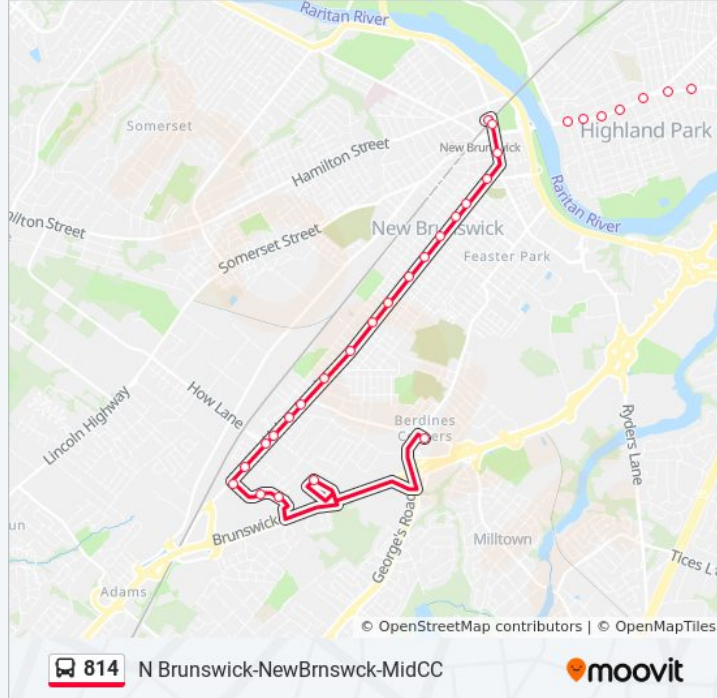 Raritan River
Somerset
Highland Park
New Brunswick
Hamilton Street
Raritan River
milton Street
Somerset Street
New Brunswick
Feaster Park
How Lane
Lincoln Highway
Berdines
Corners
Ryders Lane
Brunswick
George's Road
Milltown
Tices L
Adams
© OpenStreetMap contributors | © OpenMapTiles
814 N Brunswick-NewBrnswck-MidCC
moovit